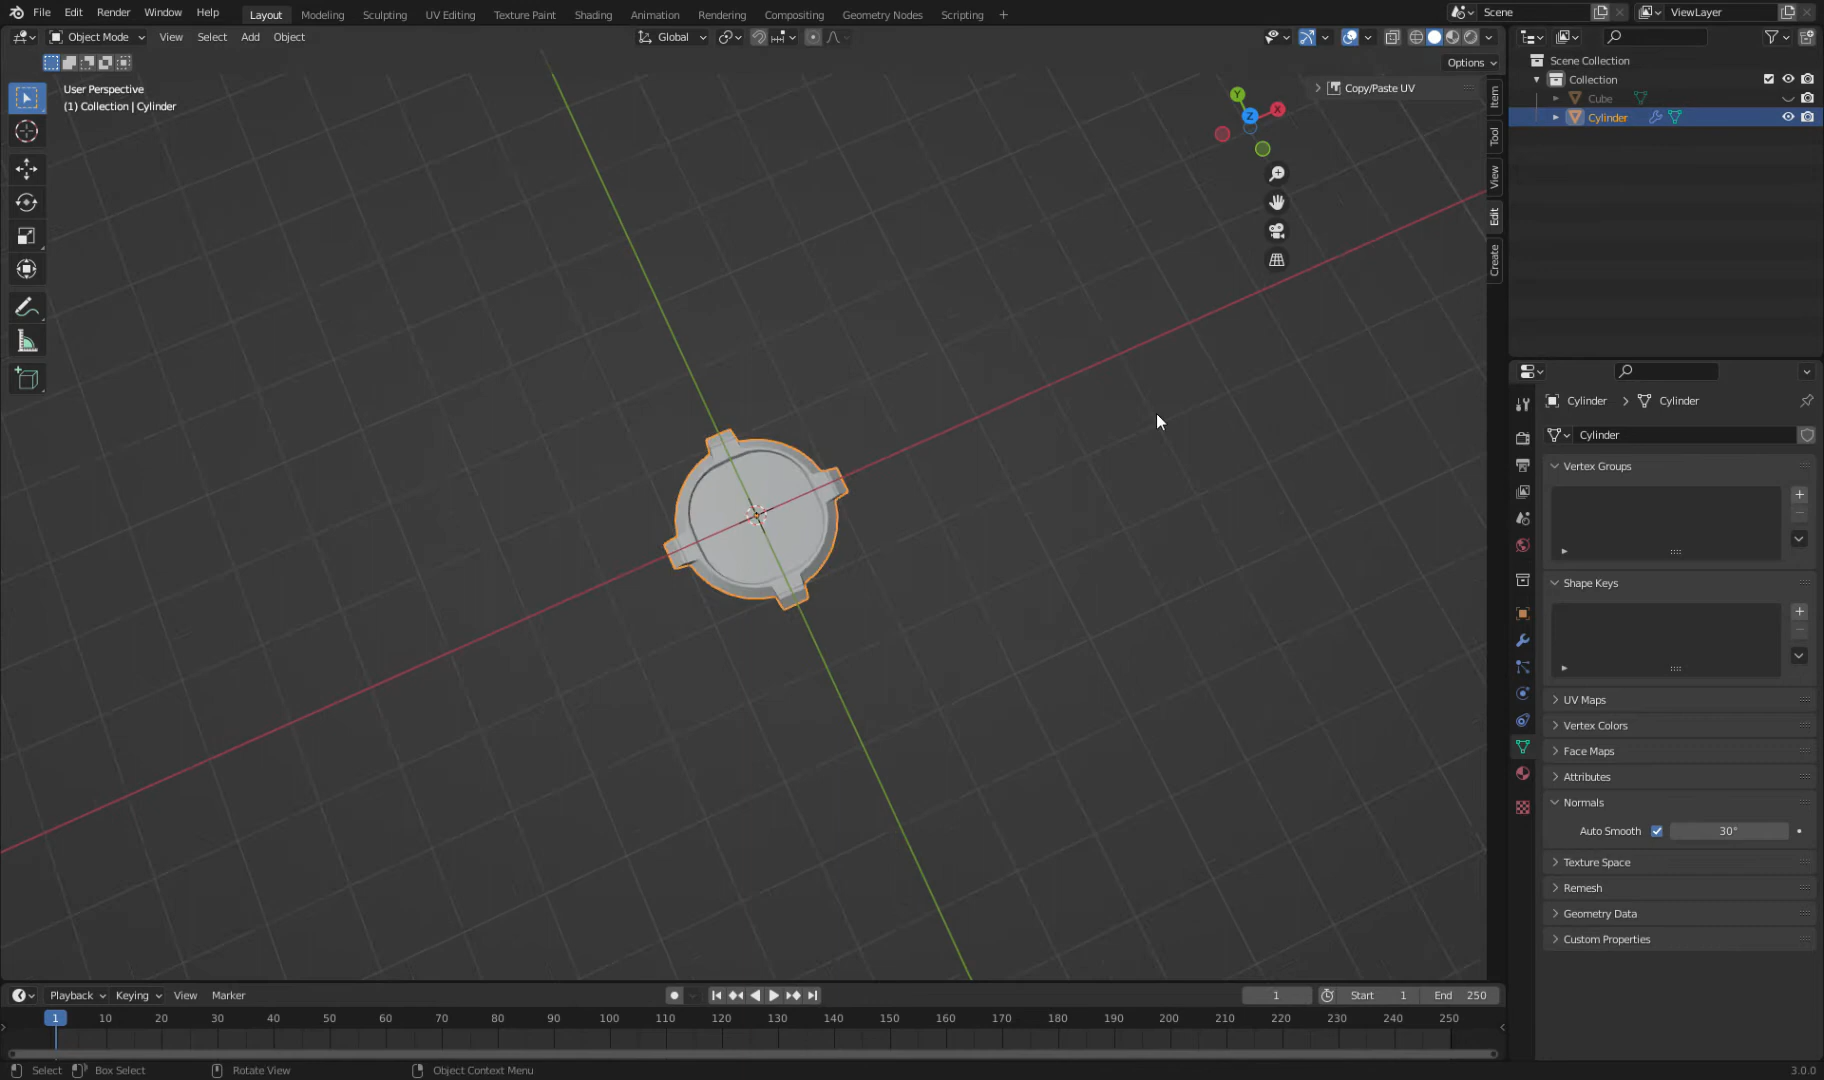 File Edit Render Window Help Layout Modeling Sculpting UV Editing Texture Paint Shading Animation Rendering Compositing Geometry Nodes Scripting + Scene ViewLayer
Object Mode View Select Add Object Global
Options
User Perspective
(1) Collection | Cylinder
Copy/Paste UV
Y
X
Z
Item
Tool
View
Edit
Create
Scene Collection
Collection
Cube
Cylinder
Cylinder > Cylinder
Cylinder
Vertex Groups
Shape Keys
UV Maps
Vertex Colors
Face Maps
Attributes
Normals
Auto Smooth 30°
Texture Space
Remesh
Geometry Data
Custom Properties
Playback Keying View Marker 1 Start 1 End 250
1 10 20 30 40 50 60 70 80 90 100 110 120 130 140 150 160 170 180 190 200 210 220 230 240 250
Select Box Select Rotate View Object Context Menu 3.0.0